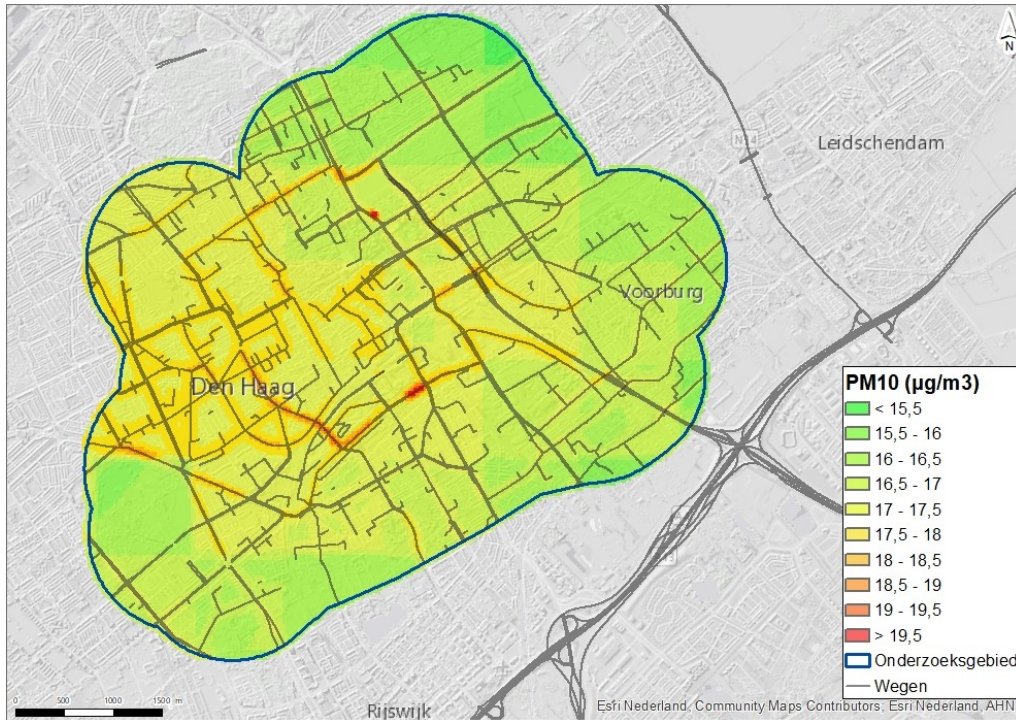 N
Leidschendam
Voorburg
Den Haag
PM10 (µg/m3)
< 15,5
15,5 - 16
16 - 16,5
16,5 - 17
17 - 17,5
17,5 - 18
18 - 18,5
18,5 - 19
19 - 19,5
> 19,5
Onderzoeksgebied
Wegen
0 500 1000 1500 m
Rijswijk
Esri Nederland, Community Maps Contributors, Esri Nederland, AHN